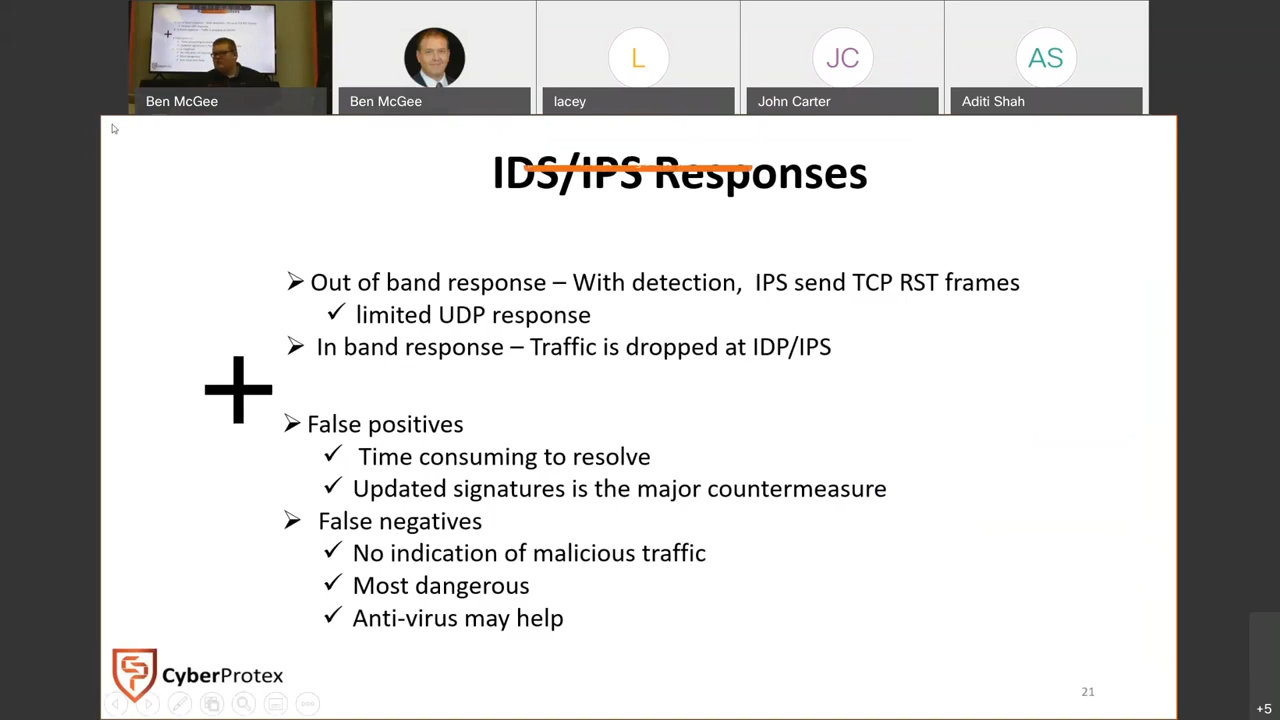 L
JC
AS
Ben McGee
Ben McGee
lacey
John Carter
Aditi Shah
IDS/IPS Responses
➢ Out of band response – With detection, IPS send TCP RST frames
✓ limited UDP response
➢ In band response – Traffic is dropped at IDP/IPS
➢ False positives
✓ Time consuming to resolve
✓ Updated signatures is the major countermeasure
➢ False negatives
✓ No indication of malicious traffic
✓ Most dangerous
✓ Anti-virus may help
CyberProtex
21
+5